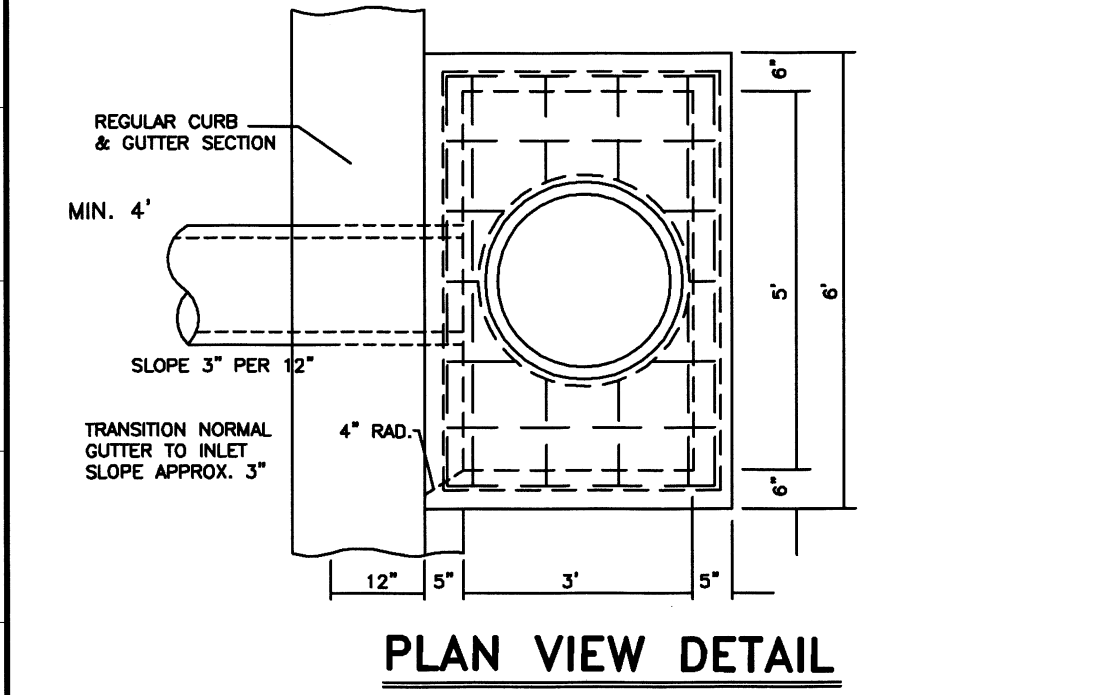 6"
REGULAR CURB
& GUTTER SECTION
MIN. 4'
5'
6'
SLOPE 3" PER 12"
TRANSITION NORMAL
GUTTER TO INLET
SLOPE APPROX. 3"
4" RAD.
6"
12"
5"
3'
5"
PLAN VIEW DETAIL